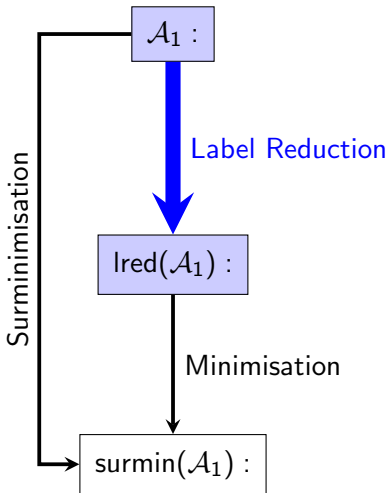 𝒜₁ :
Label Reduction
Surminimisation
lred(𝒜₁) :
Minimisation
surmin(𝒜₁) :